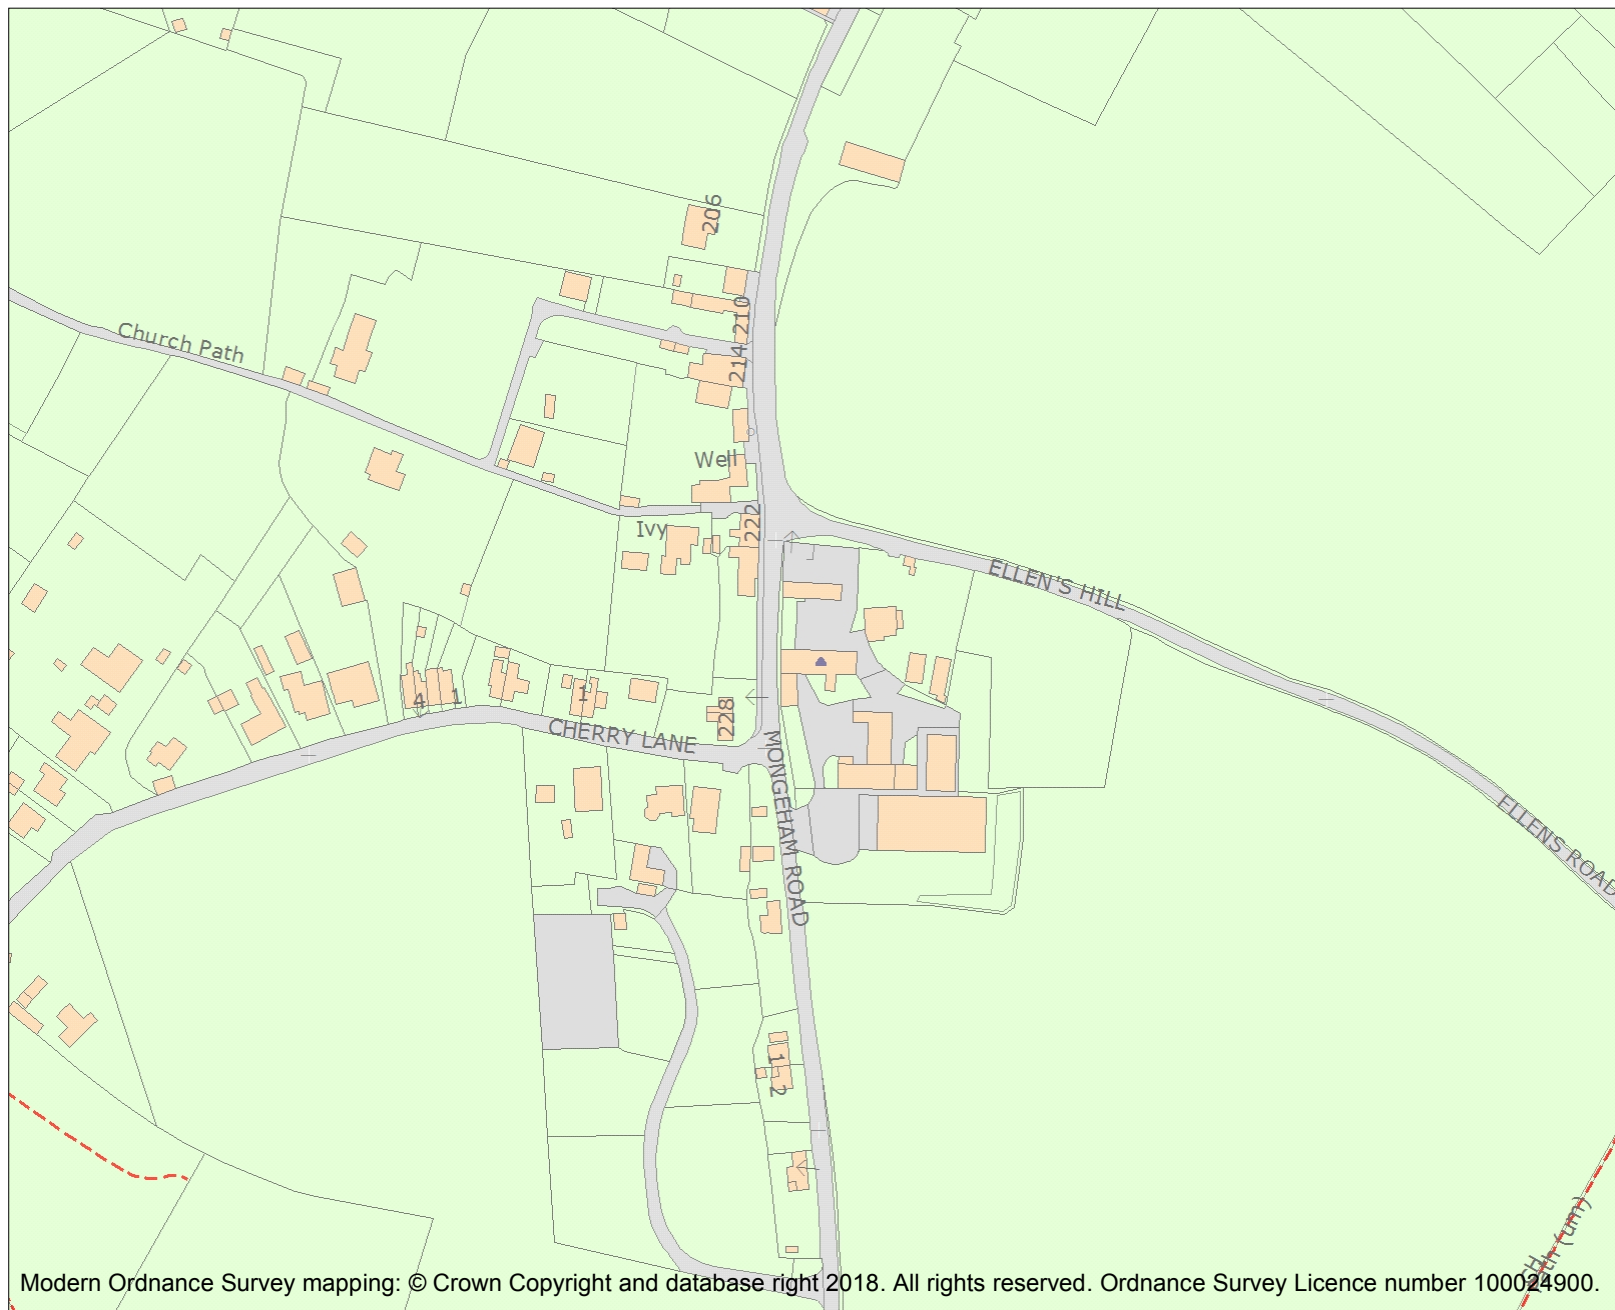 206
210
214
Church Path
Well
222
Ivy
ELLEN'S HILL
4
1
1
228
CHERRY LANE
MONGEHAM ROAD
ELLENS ROAD
1
2
Path (um)
Modern Ordnance Survey mapping: © Crown Copyright and database right 2018. All rights reserved. Ordnance Survey Licence number 100024900.